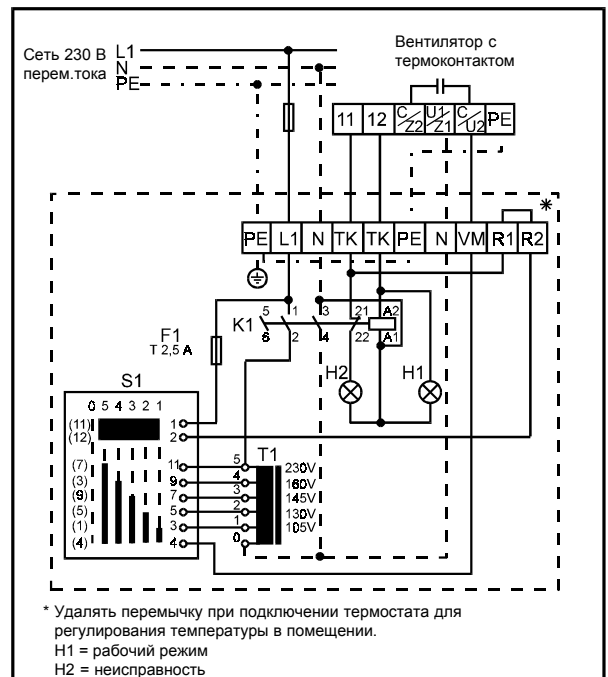 Сеть 230 В L1
перем.тока N
PE
Вентилятор с
термоконтактом
11 12 C/Z2 U1/Z1 C/U2 PE
*
PE L1 N TK TK PE N VM R1 R2
K1 5 6 1 2 3 4 21 22 A2 A1
F1
T 2,5 A
H2 H1
S1
0 5 4 3 2 1
(11) 1
(12) 2
T1
(7) 11 5 230V
(3) 9 4 160V
(9) 7 3 145V
(5) 5 2 130V
(1) 3 1 105V
(4) 4 0
* Удалять перемычку при подключении термостата для
регулирования температуры в помещении.
H1 = рабочий режим
H2 = неисправность